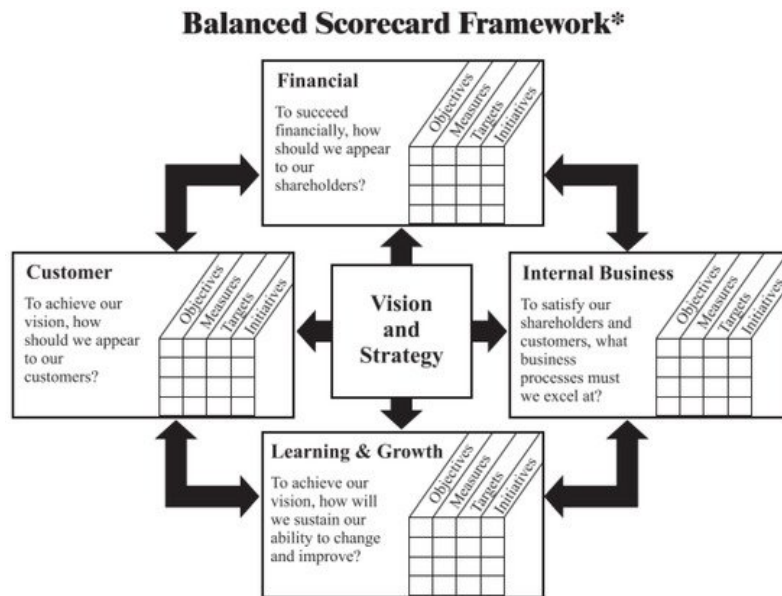 Balanced Scorecard Framework*
Financial
To succeed
financially, how
should we appear
to our
shareholders?
Objectives
Measures
Targets
Initiatives
Customer
To achieve our
vision, how
should we appear
to our
customers?
Objectives
Measures
Targets
Initiatives
Vision
and
Strategy
Internal Business
To satisfy our
shareholders and
customers, what
business
processes must
we excel at?
Objectives
Measures
Targets
Initiatives
Learning & Growth
To achieve our
vision, how will
we sustain our
ability to change
and improve?
Objectives
Measures
Targets
Initiatives